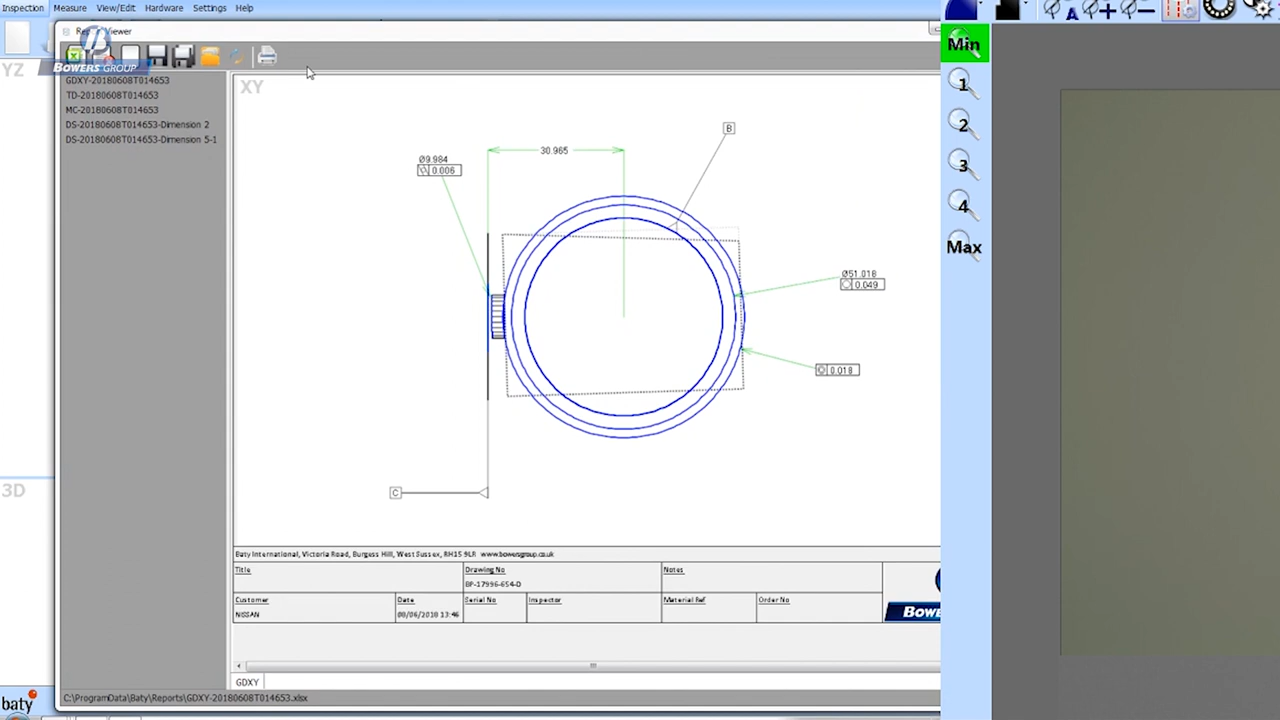 Inspection Measure View/Edit Hardware Settings Help
BOWERS GROUP
YZ
GDXY-20180608T014653
TD-20180608T014653
MC-20180608T014653
DS-20180608T014653-Dimension 2
DS-20180608T014653-Dimension 5-1
XY
B
30.965
Ø9.984
0.006
Ø51.018
0.049
0.018
C
3D
Baty International, Victoria Road, Burgess Hill, West Sussex, RH15 9LR www.bowersgroup.co.uk
Title Drawing No Notes
BP-17996-654-D
Customer Date Serial No Inspector Material Ref Order No
NISSAN 08/06/2018 13:46
GDXY
C:\ProgramData\Baty\Reports\GDXY-20180608T014653.xlsx
baty
A
Min
1
2
3
4
Max